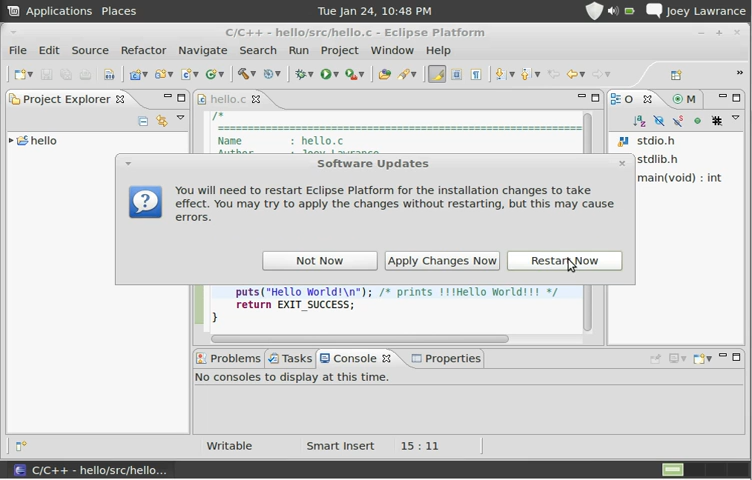 Applications Places
Tue Jan 24, 10:48 PM
Joey Lawrance
C/C++ - hello/src/hello.c - Eclipse Platform
File Edit Source Refactor Navigate Search Run Project Window Help
Project Explorer
hello
hello.c
/*
============================================================
Name : hello.c
Software Updates
You will need to restart Eclipse Platform for the installation changes to take
effect. You may try to apply the changes without restarting, but this may cause
errors.
Not Now
Apply Changes Now
Restart Now
puts("Hello World!\n"); /* prints !!!Hello World!!! */
return EXIT_SUCCESS;
}
O
M
stdio.h
stdlib.h
main(void) : int
Problems Tasks Console Properties
No consoles to display at this time.
Writable
Smart Insert
15 : 11
C/C++ - hello/src/hello...